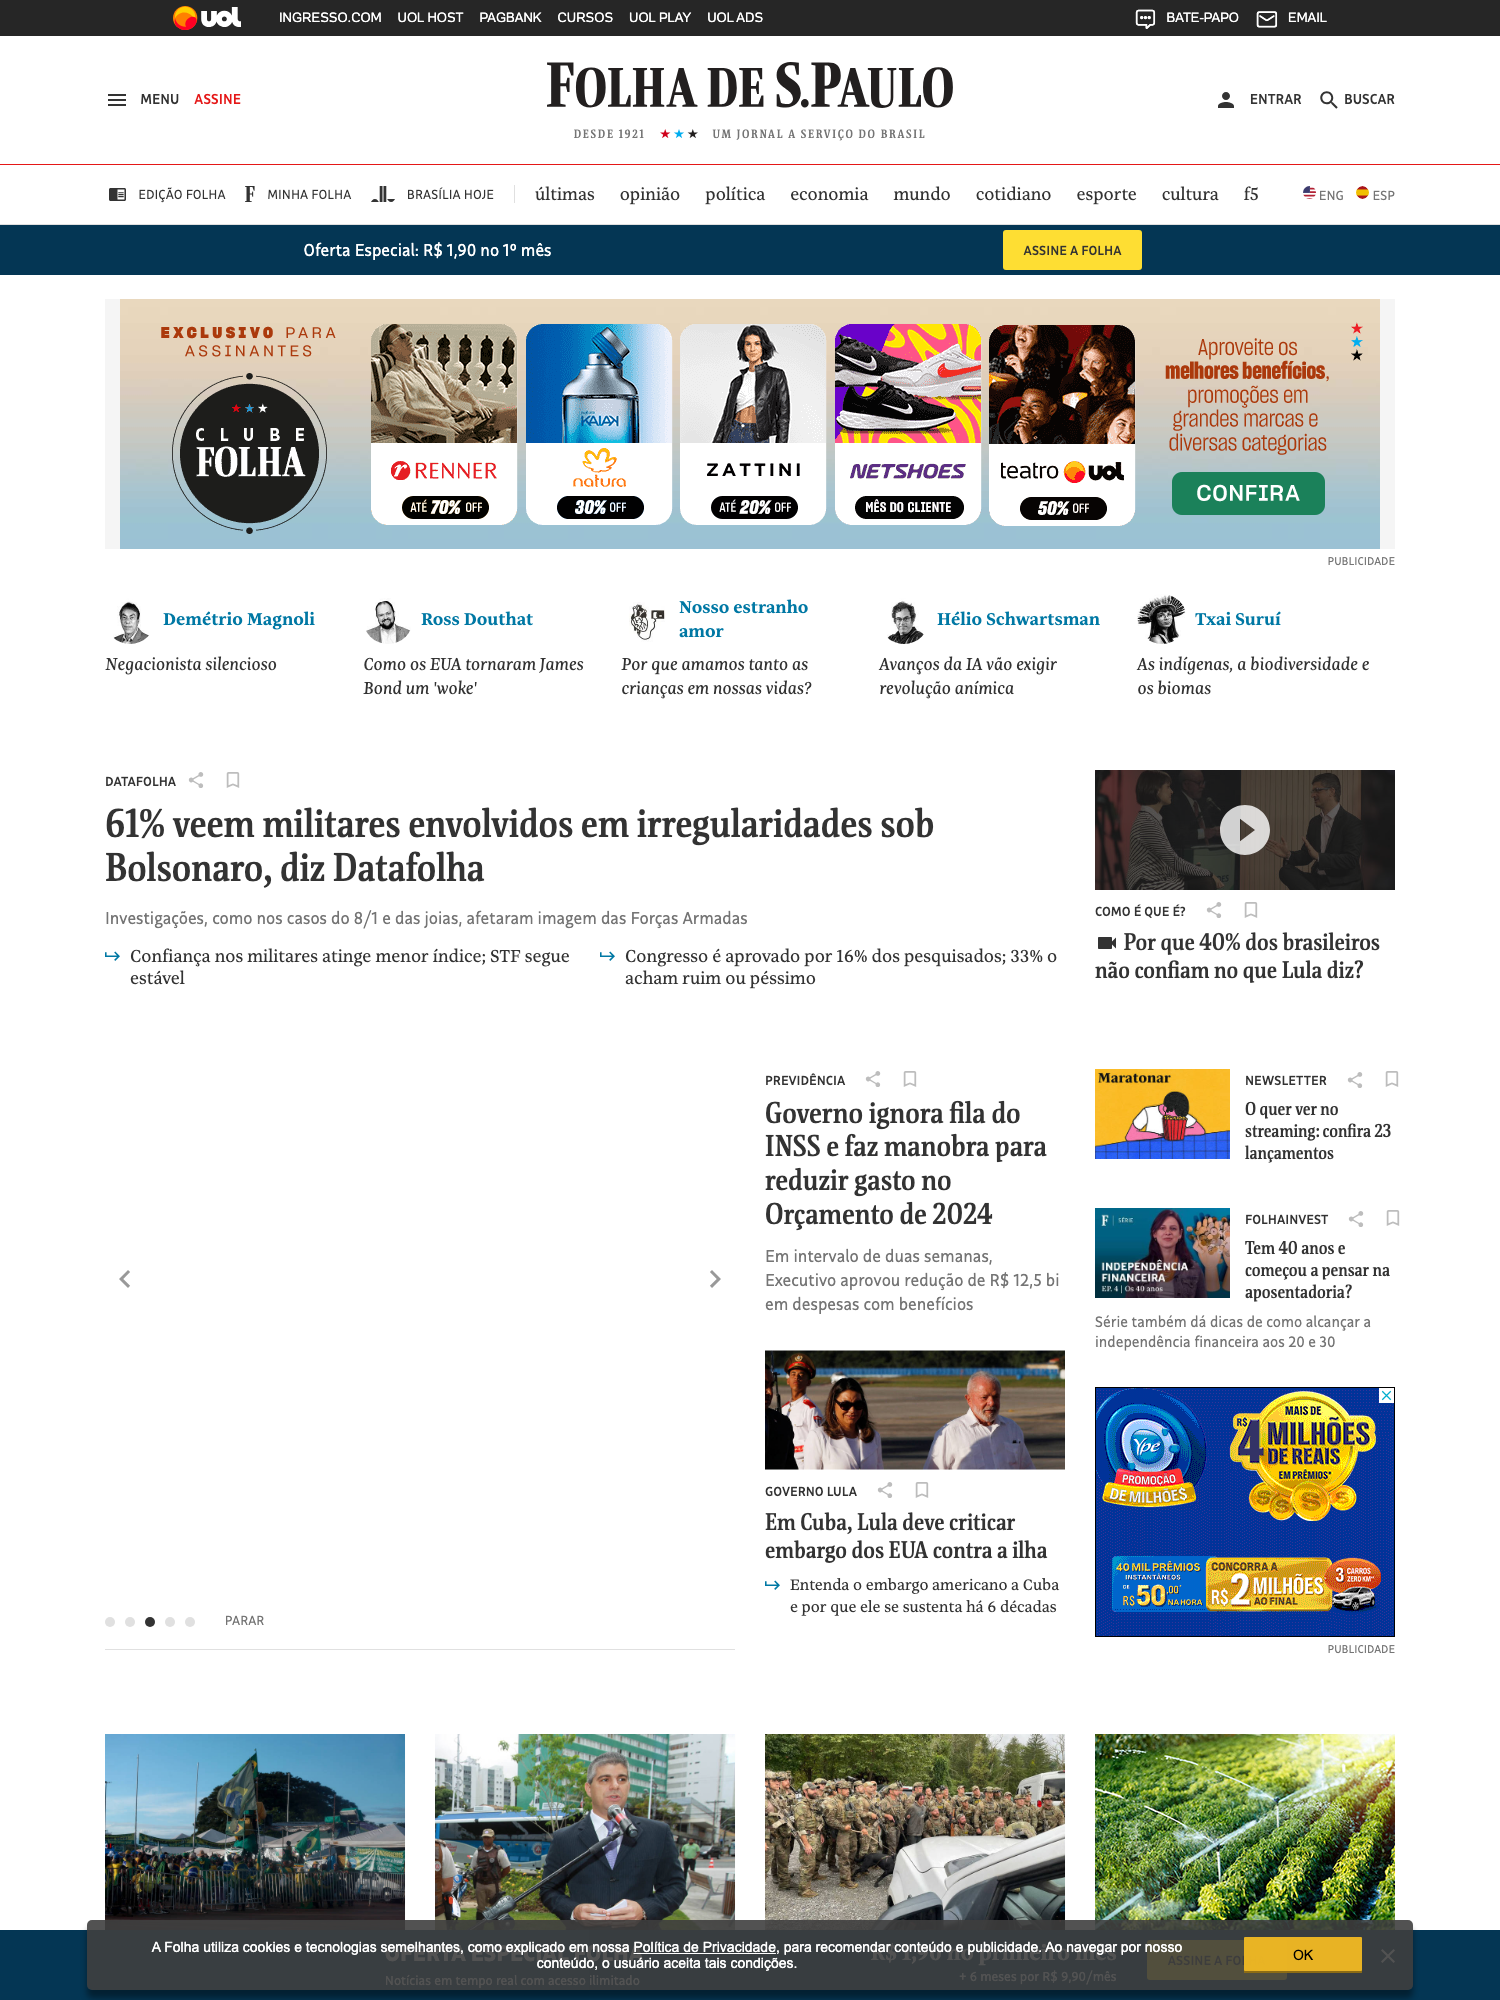 uol
INGRESSO.COM UOL HOST PAGBANK CURSOS UOL PLAY UOL ADS
BATE-PAPO EMAIL
MENU ASSINE
FOLHA DE S.PAULO
DESDE 1921 ★ ★ ★ UM JORNAL A SERVIÇO DO BRASIL
ENTRAR BUSCAR
EDIÇÃO FOLHA F MINHA FOLHA BRASÍLIA HOJE
últimas opinião política economia mundo cotidiano esporte cultura f5
ENG ESP
Oferta Especial: R$ 1,90 no 1º mês
ASSINE A FOLHA
EXCLUSIVO PARA
ASSINANTES
CLUBE
FOLHA
RENNER
ATÉ 70% OFF
KAIAK
natura
30% OFF
ZATTINI
ATÉ 20% OFF
NETSHOES
MÊS DO CLIENTE
teatro uol
50% OFF
Aproveite os
melhores benefícios,
promoções em
grandes marcas e
diversas categorias
CONFIRA
PUBLICIDADE
Demétrio Magnoli
Negacionista silencioso
Ross Douthat
Como os EUA tornaram James
Bond um 'woke'
Nosso estranho
amor
Por que amamos tanto as
crianças em nossas vidas?
Hélio Schwartsman
Avanços da IA vão exigir
revolução anímica
Txai Suruí
As indígenas, a biodiversidade e
os biomas
DATAFOLHA
61% veem militares envolvidos em irregularidades sob
Bolsonaro, diz Datafolha
Investigações, como nos casos do 8/1 e das joias, afetaram imagem das Forças Armadas
Confiança nos militares atinge menor índice; STF segue
estável
Congresso é aprovado por 16% dos pesquisados; 33% o
acham ruim ou péssimo
COMO É QUE É?
Por que 40% dos brasileiros
não confiam no que Lula diz?
PREVIDÊNCIA
Governo ignora fila do
INSS e faz manobra para
reduzir gasto no
Orçamento de 2024
Em intervalo de duas semanas,
Executivo aprovou redução de R$ 12,5 bi
em despesas com benefícios
GOVERNO LULA
Em Cuba, Lula deve criticar
embargo dos EUA contra a ilha
Entenda o embargo americano a Cuba
e por que ele se sustenta há 6 décadas
Maratonar
NEWSLETTER
O quer ver no
streaming: confira 23
lançamentos
F SÉRIE
INDEPENDÊNCIA
FINANCEIRA
EP. 4 | Os 40 anos
FOLHAINVEST
Tem 40 anos e
começou a pensar na
aposentadoria?
Série também dá dicas de como alcançar a
independência financeira aos 20 e 30
Ypê
PROMOÇÃO
DE MILHÕES
MAIS DE
R$ 4 MILHÕES
DE REAIS
EM PRÊMIOS*
40 MIL PRÊMIOS
INSTANTÂNEOS
DE
R$ 50,00* NA HORA
CONCORRA A
R$ 2 MILHÕES
AO FINAL
3 CARROS
ZERO KM**
PUBLICIDADE
PARAR
A Folha utiliza cookies e tecnologias semelhantes, como explicado em nossa Política de Privacidade, para recomendar conteúdo e publicidade. Ao navegar por nosso
conteúdo, o usuário aceita tais condições.
OK
R$ 1,90 no primeiro mês
Notícias em tempo real com acesso ilimitado
+ 6 meses por R$ 9,90/mês
ASSINE A FO